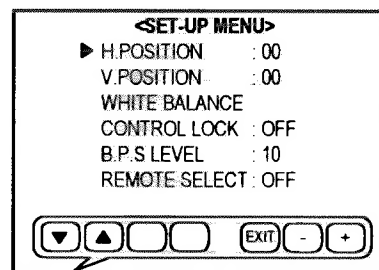 <SET-UP MENU>
▶ H.POSITION : 00
V.POSITION : 00
WHITE BALANCE
CONTROL LOCK : OFF
B.P.S LEVEL : 10
REMOTE SELECT : OFF
▼ ▲ EXIT - +